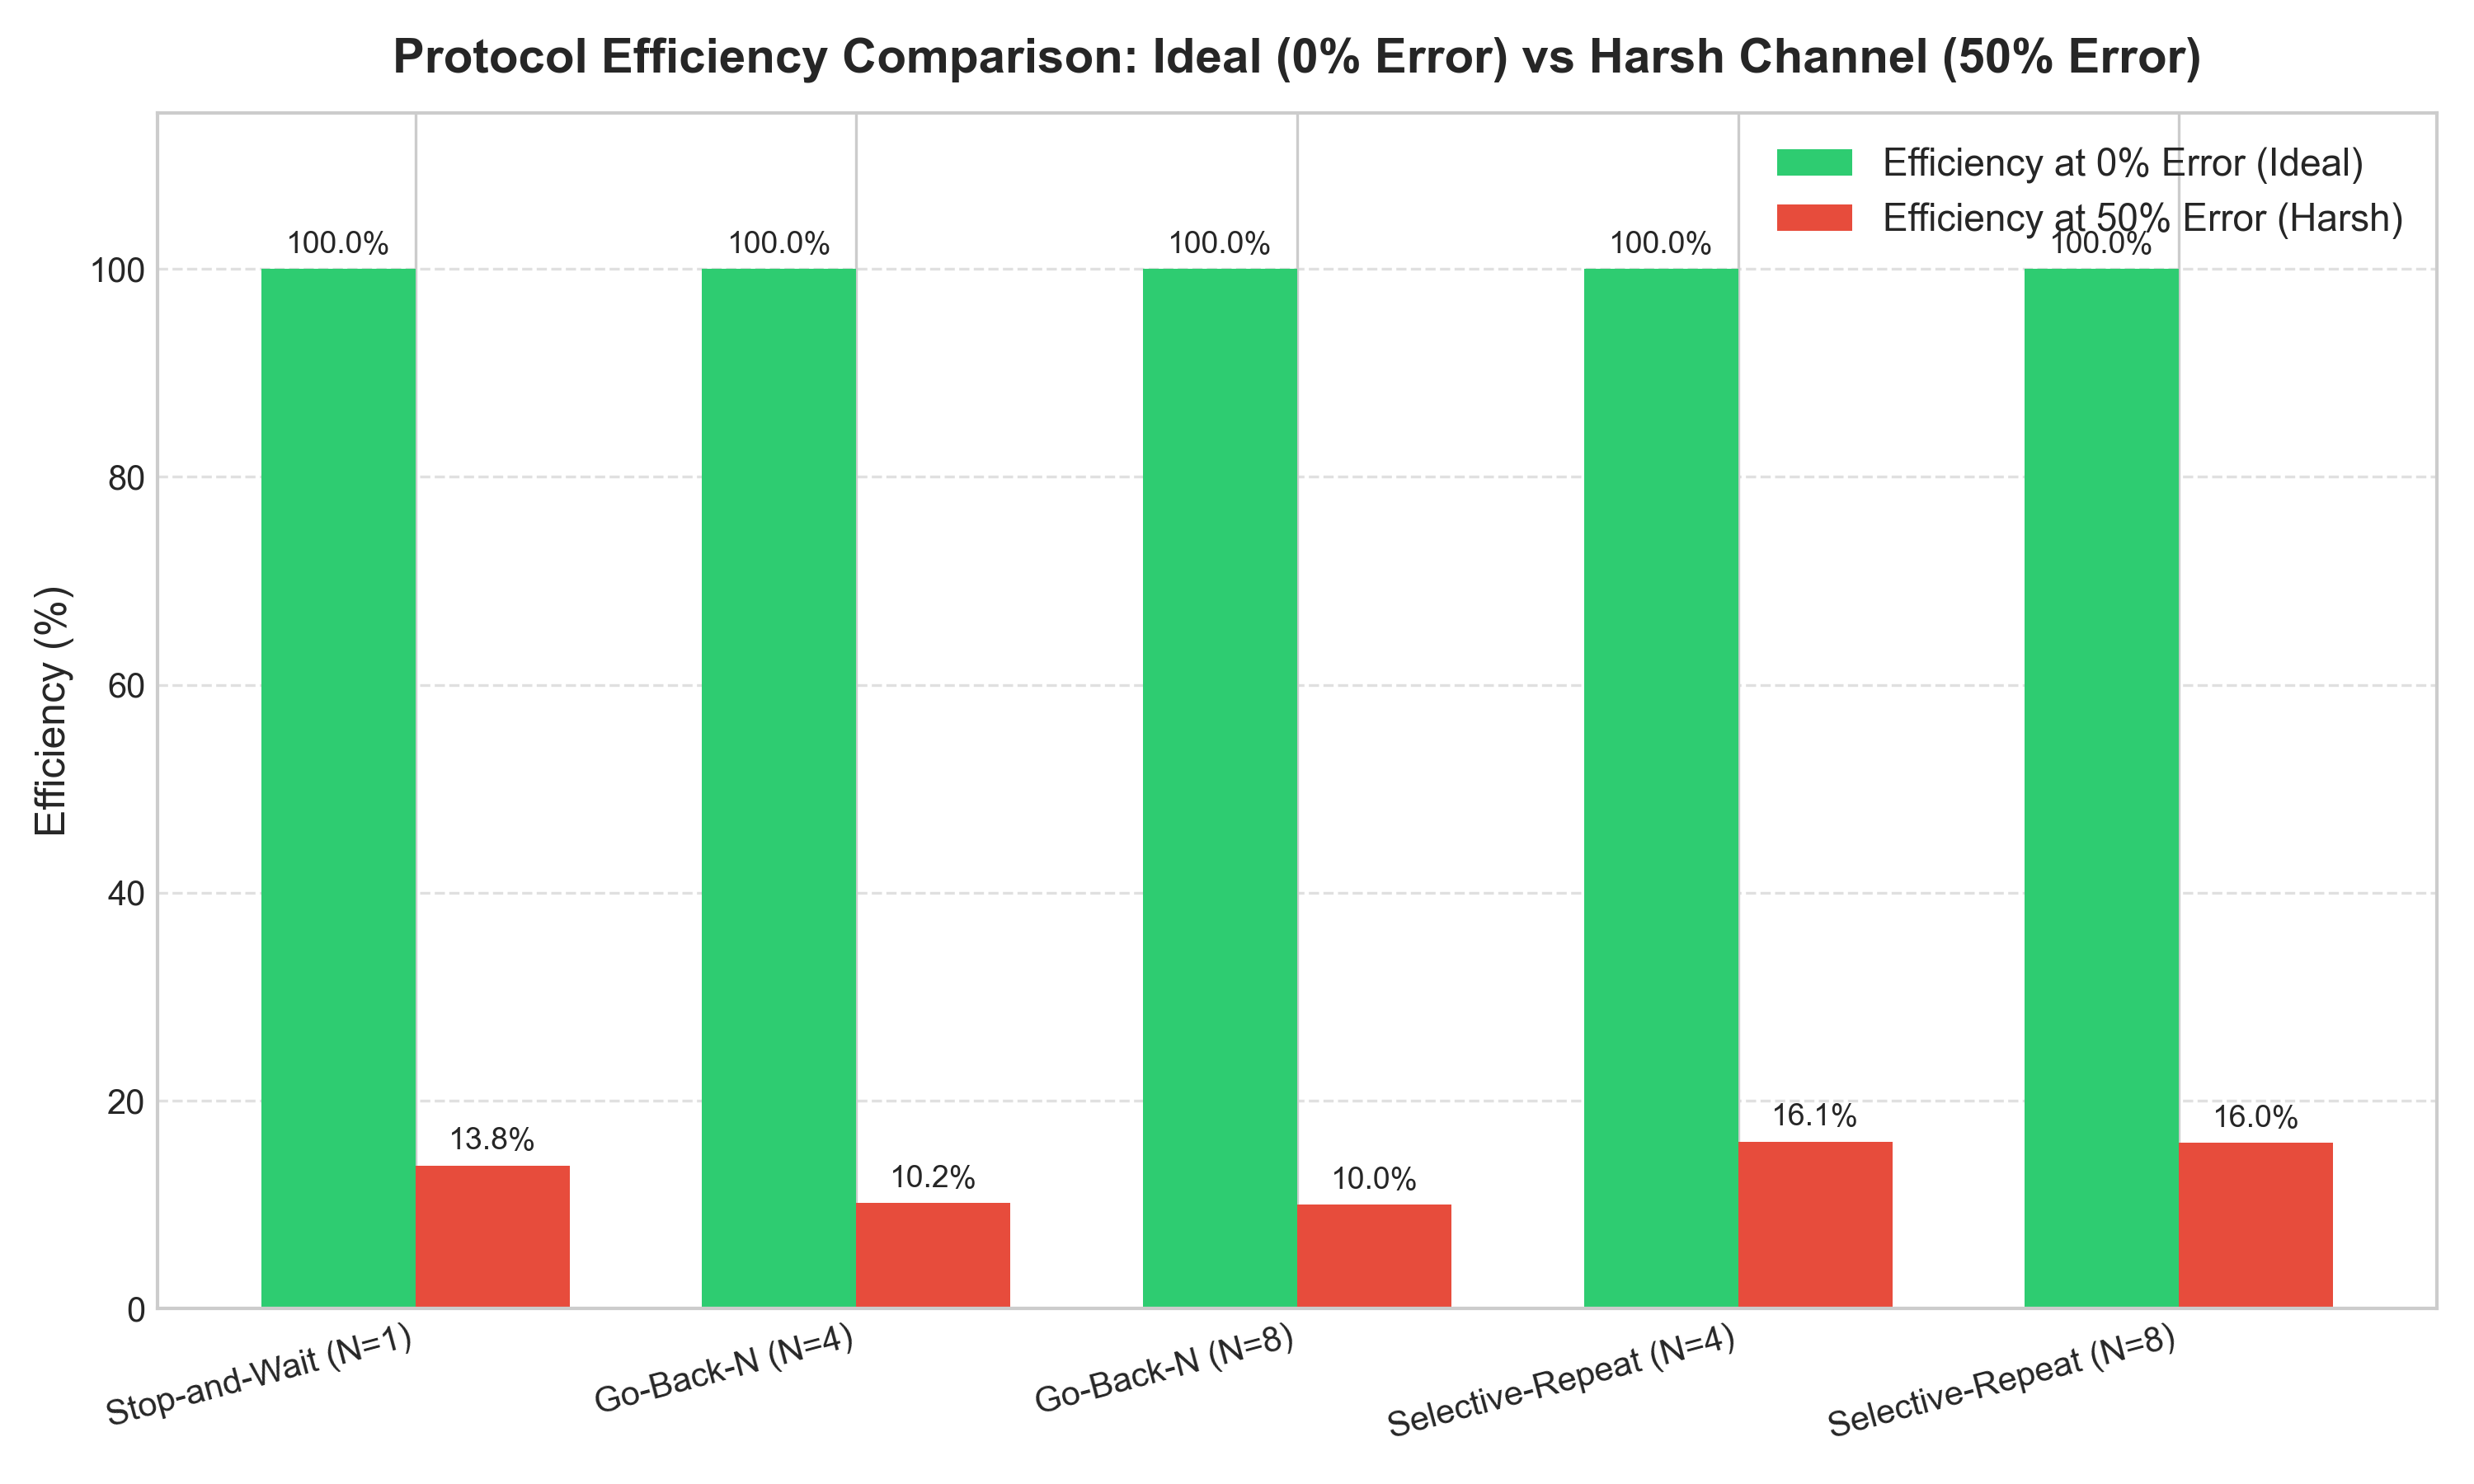 Protocol Efficiency Comparison: Ideal (0% Error) vs Harsh Channel (50% Error)
Efficiency at 0% Error (Ideal)
Efficiency at 50% Error (Harsh)
100.0%
100.0%
100.0%
100.0%
100.0%
100
80
60
40
20
0
Efficiency (%)
13.8%
10.2%
10.0%
16.1%
16.0%
Stop-and-Wait (N=1)
Go-Back-N (N=4)
Go-Back-N (N=8)
Selective-Repeat (N=4)
Selective-Repeat (N=8)